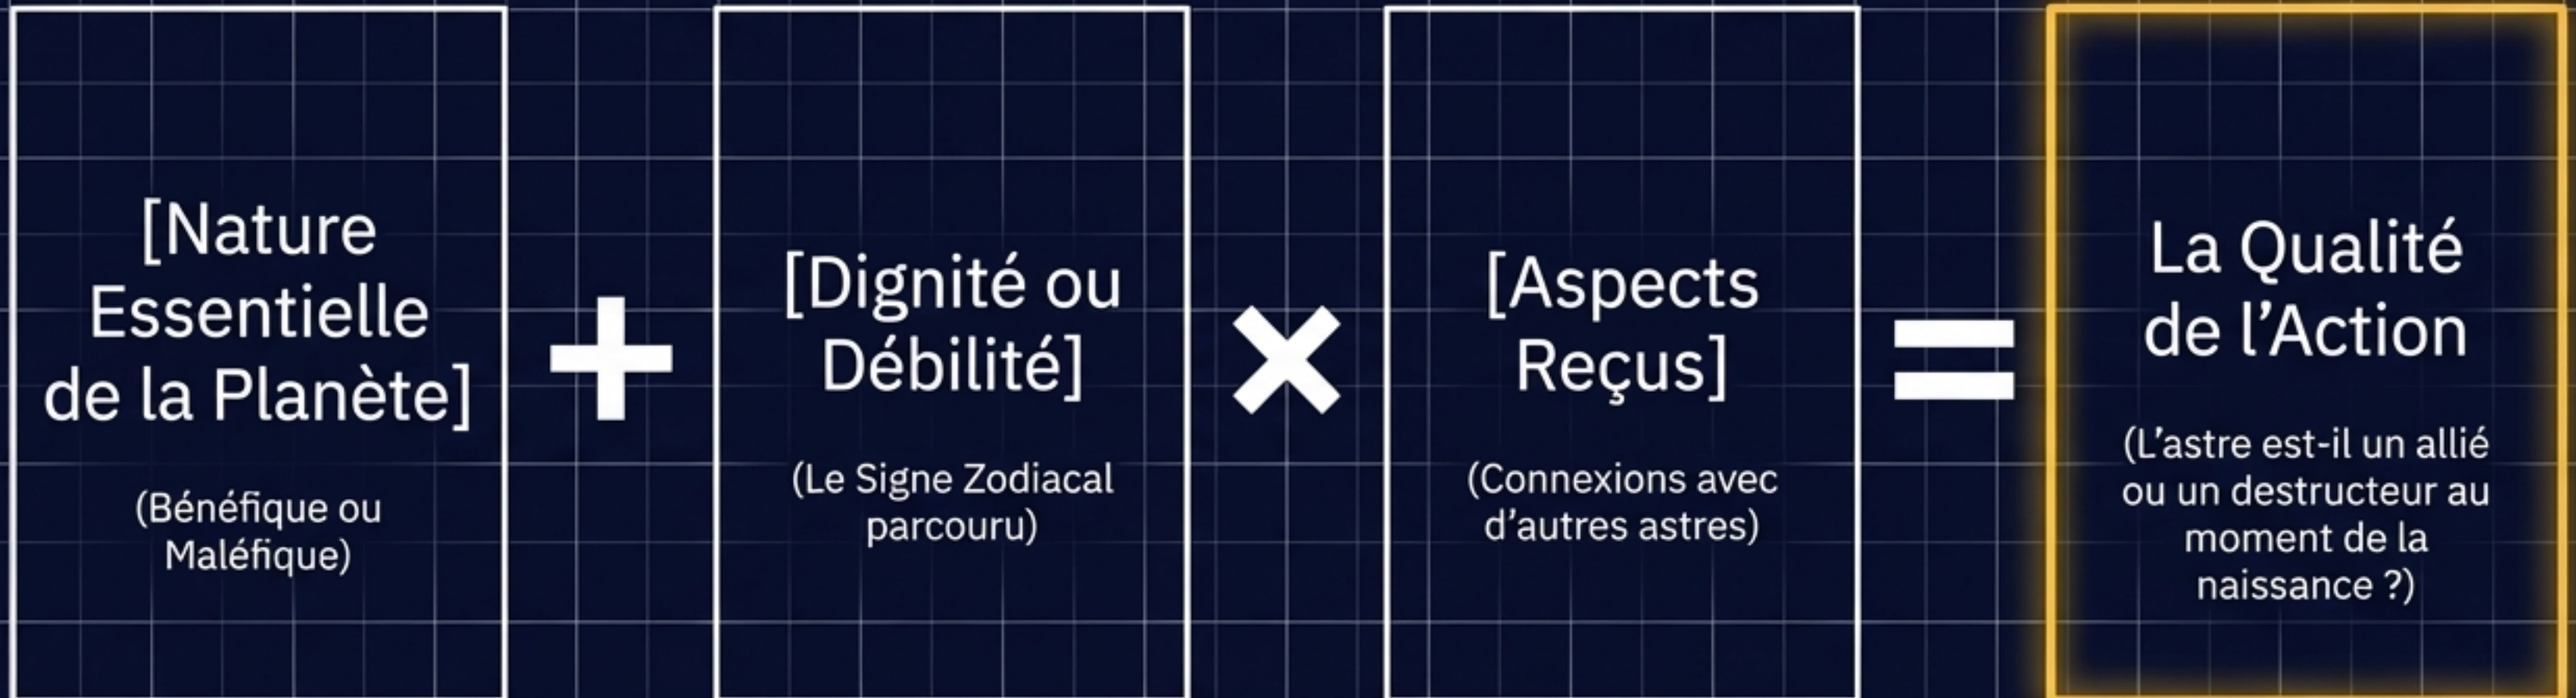 [Nature
Essentielle
de la Planète]
(Bénéfique ou
Maléfique)
+
[Dignité ou
Débilité]
(Le Signe Zodiacal
parcouru)
×
[Aspects
Reçus]
(Connexions avec
d’autres astres)
=
La Qualité
de l’Action
(L’astre est-il un allié
ou un destructeur au
moment de la
naissance ?)